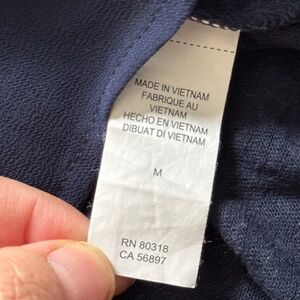 MADE IN VIETNAM
FABRIQUE AU
VIETNAM
HECHO EN VIETNAM
DIBUAT DI VIETNAM
M
RN 80318
CA 56897